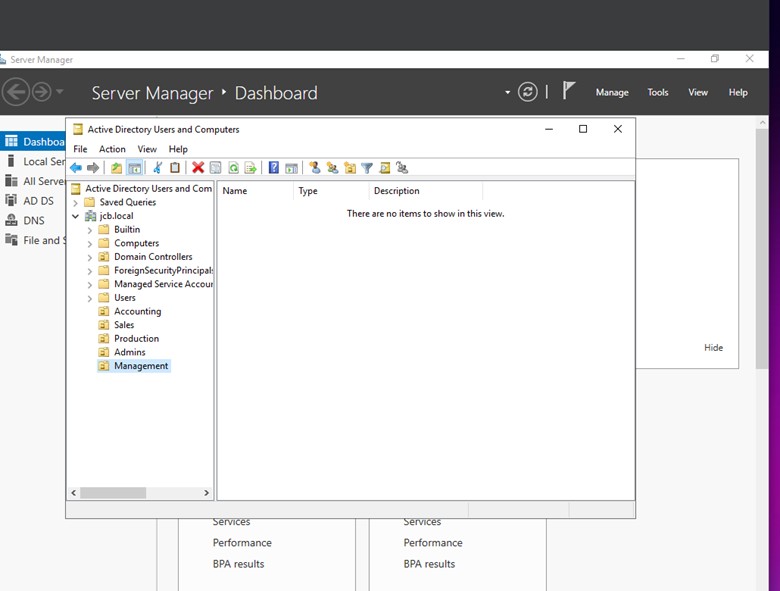 Server Manager
Server Manager • Dashboard
Manage Tools View Help
Dashboa
Local Ser
All Server
AD DS
DNS
File and S
Active Directory Users and Computers
File Action View Help
Active Directory Users and Com
Saved Queries
jcb.local
Builtin
Computers
Domain Controllers
ForeignSecurityPrincipals
Managed Service Accour
Users
Accounting
Sales
Production
Admins
Management
Name Type Description
There are no items to show in this view.
Hide
Services
Performance
BPA results
Services
Performance
BPA results